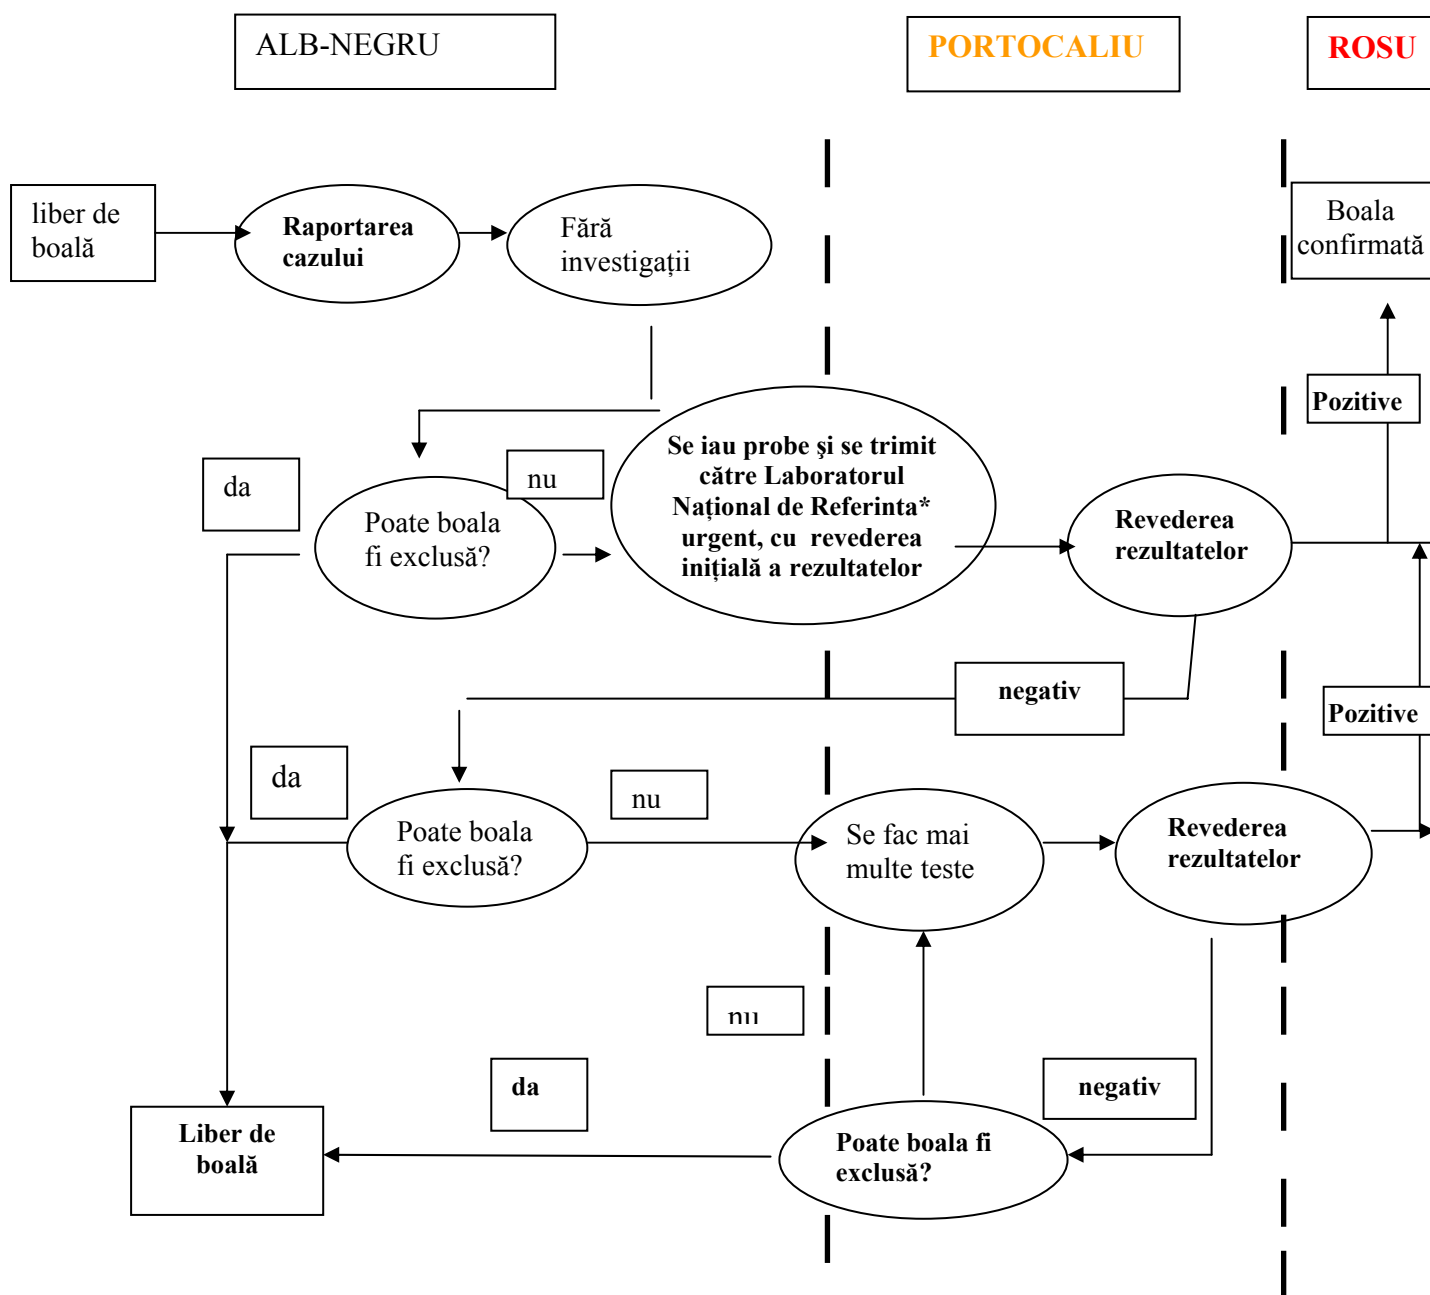 ALB-NEGRU
PORTOCALIU
ROSU
liber de
boală
Raportarea
cazului
Fără
investigații
Boala
confirmată
Pozitive
Se iau probe şi se trimit
către Laboratorul
Național de Referinta*
urgent, cu revederea
inițială a rezultatelor
da
nu
Poate boala
fi exclusă?
Revederea
rezultatelor
negativ
Pozitive
da
nu
Poate boala
fi exclusă?
Se fac mai
multe teste
Revederea
rezultatelor
nu
da
negativ
Liber de
boală
Poate boala fi
exclusă?